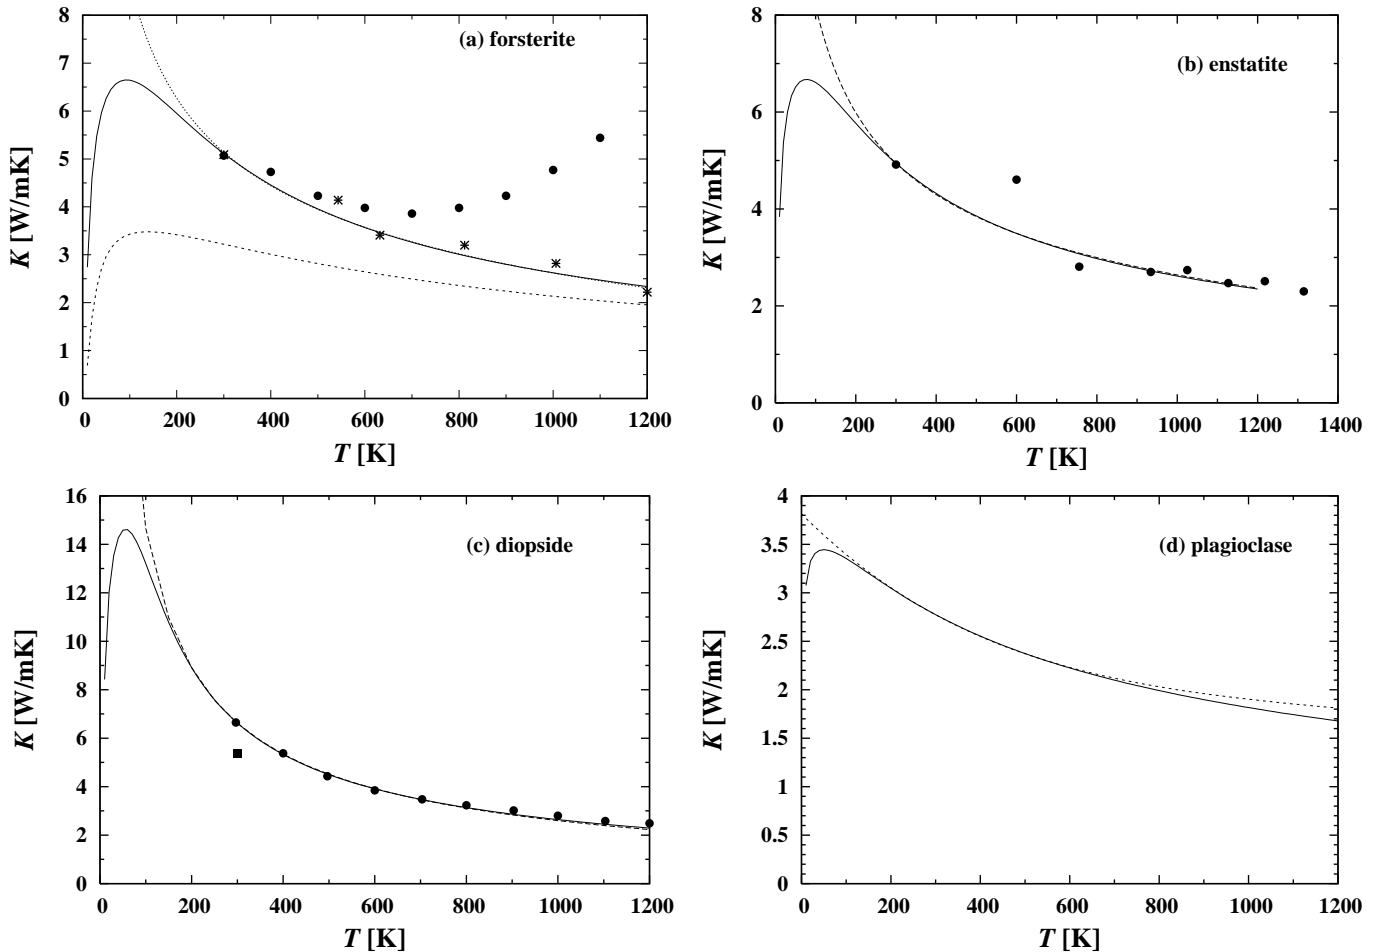 (a) forsterite
8
7
6
5
4
3
2
1
0
K [W/mK]
0 200 400 600 800 1000 1200
T [K]
(b) enstatite
8
6
4
2
0
K [W/mK]
0 200 400 600 800 1000 1200 1400
T [K]
(c) diopside
16
14
12
10
8
6
4
2
0
K [W/mK]
0 200 400 600 800 1000 1200
T [K]
(d) plagioclase
4
3.5
3
2.5
2
1.5
1
0.5
0
K [W/mK]
0 200 400 600 800 1000 1200
T [K]